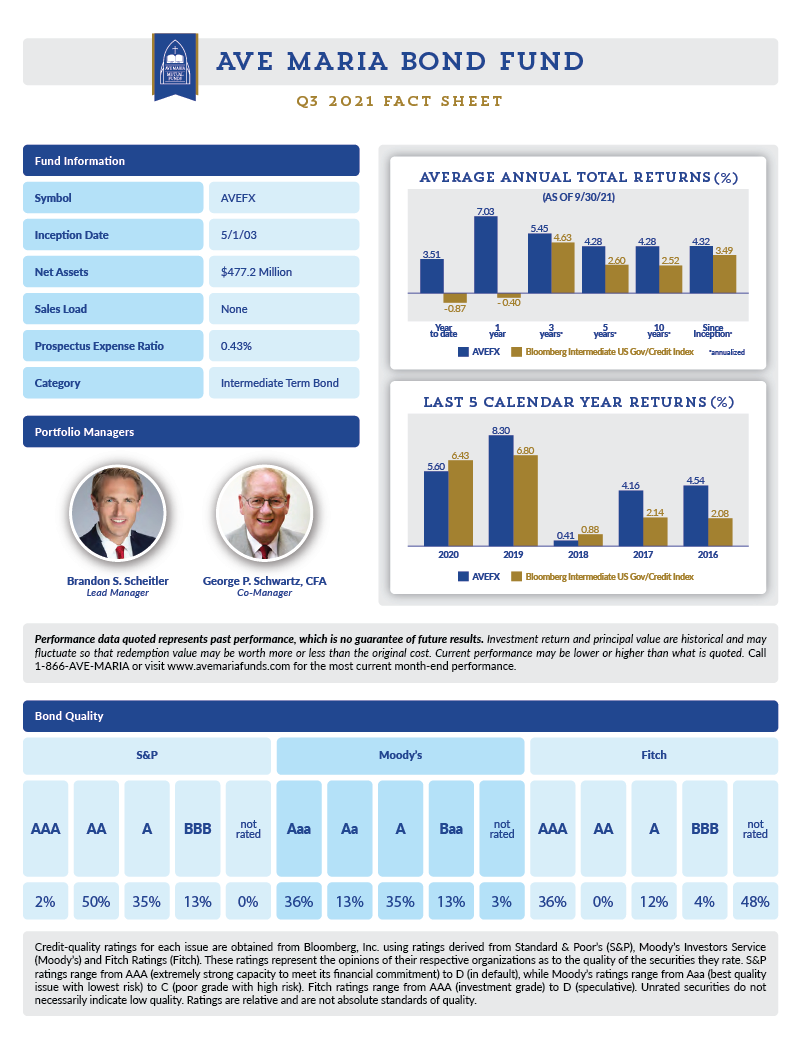 AVE MARIA
MUTUAL
FUNDS
AVE MARIA BOND FUND
Q3 2021 FACT SHEET
Fund Information
Symbol AVEFX
Inception Date 5/1/03
Net Assets $477.2 Million
Sales Load None
Prospectus Expense Ratio 0.43%
Category Intermediate Term Bond
Portfolio Managers
Brandon S. Scheitler
Lead Manager
George P. Schwartz, CFA
Co-Manager
AVERAGE ANNUAL TOTAL RETURNS (%)
(AS OF 9/30/21)
3.51 -0.87 7.03 -0.40 5.45 4.63 4.28 2.60 4.28 2.52 4.32 3.49
Year
to date
1
year
3
years*
5
years*
10
years*
Since
Inception*
AVEFX Bloomberg Intermediate US Gov/Credit Index *annualized
LAST 5 CALENDAR YEAR RETURNS (%)
5.60 6.43 8.30 6.80 0.41 0.88 4.16 2.14 4.54 2.08
2020 2019 2018 2017 2016
AVEFX Bloomberg Intermediate US Gov/Credit Index
Performance data quoted represents past performance, which is no guarantee of future results. Investment return and principal value are historical and may
fluctuate so that redemption value may be worth more or less than the original cost. Current performance may be lower or higher than what is quoted. Call
1-866-AVE-MARIA or visit www.avemariafunds.com for the most current month-end performance.
Bond Quality
S&P Moody's Fitch
AAA AA A BBB not
rated Aaa Aa A Baa not
rated AAA AA A BBB not
rated
2% 50% 35% 13% 0% 36% 13% 35% 13% 3% 36% 0% 12% 4% 48%
Credit-quality ratings for each issue are obtained from Bloomberg, Inc. using ratings derived from Standard & Poor's (S&P), Moody's Investors Service
(Moody's) and Fitch Ratings (Fitch). These ratings represent the opinions of their respective organizations as to the quality of the securities they rate. S&P
ratings range from AAA (extremely strong capacity to meet its financial commitment) to D (in default), while Moody's ratings range from Aaa (best quality
issue with lowest risk) to C (poor grade with high risk). Fitch ratings range from AAA (investment grade) to D (speculative). Unrated securities do not
necessarily indicate low quality. Ratings are relative and are not absolute standards of quality.